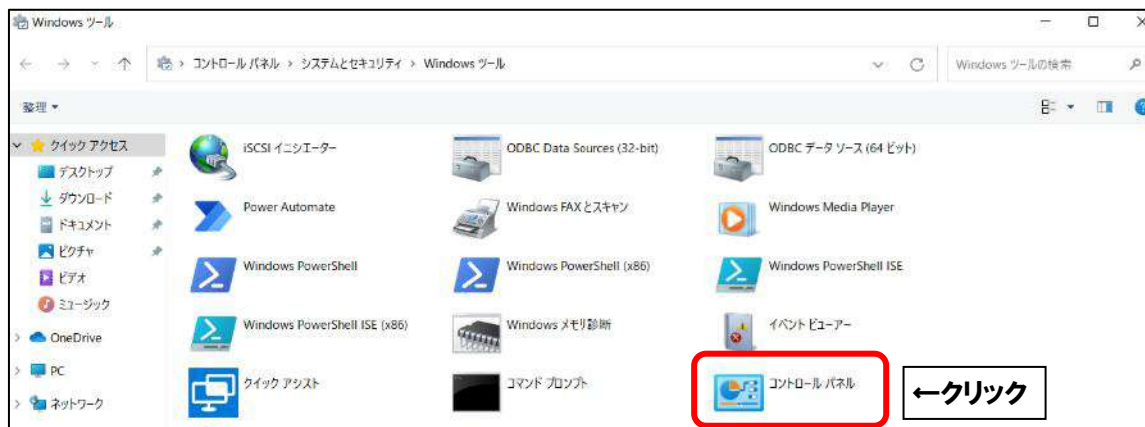 Windows ツール
コントロール パネル › システムとセキュリティ › Windows ツール
Windows ツールの検索
整理
クイック アクセス
デスクトップ
ダウンロード
ドキュメント
ピクチャ
ビデオ
ミュージック
OneDrive
PC
ネットワーク
iSCSI イニシエーター
ODBC Data Sources (32-bit)
ODBC データ ソース (64 ビット)
Power Automate
Windows FAX とスキャン
Windows Media Player
Windows PowerShell
Windows PowerShell (x86)
Windows PowerShell ISE
Windows PowerShell ISE (x86)
Windows メモリ診断
イベント ビューアー
クイック アシスト
コマンド プロンプト
コントロール パネル
←クリック